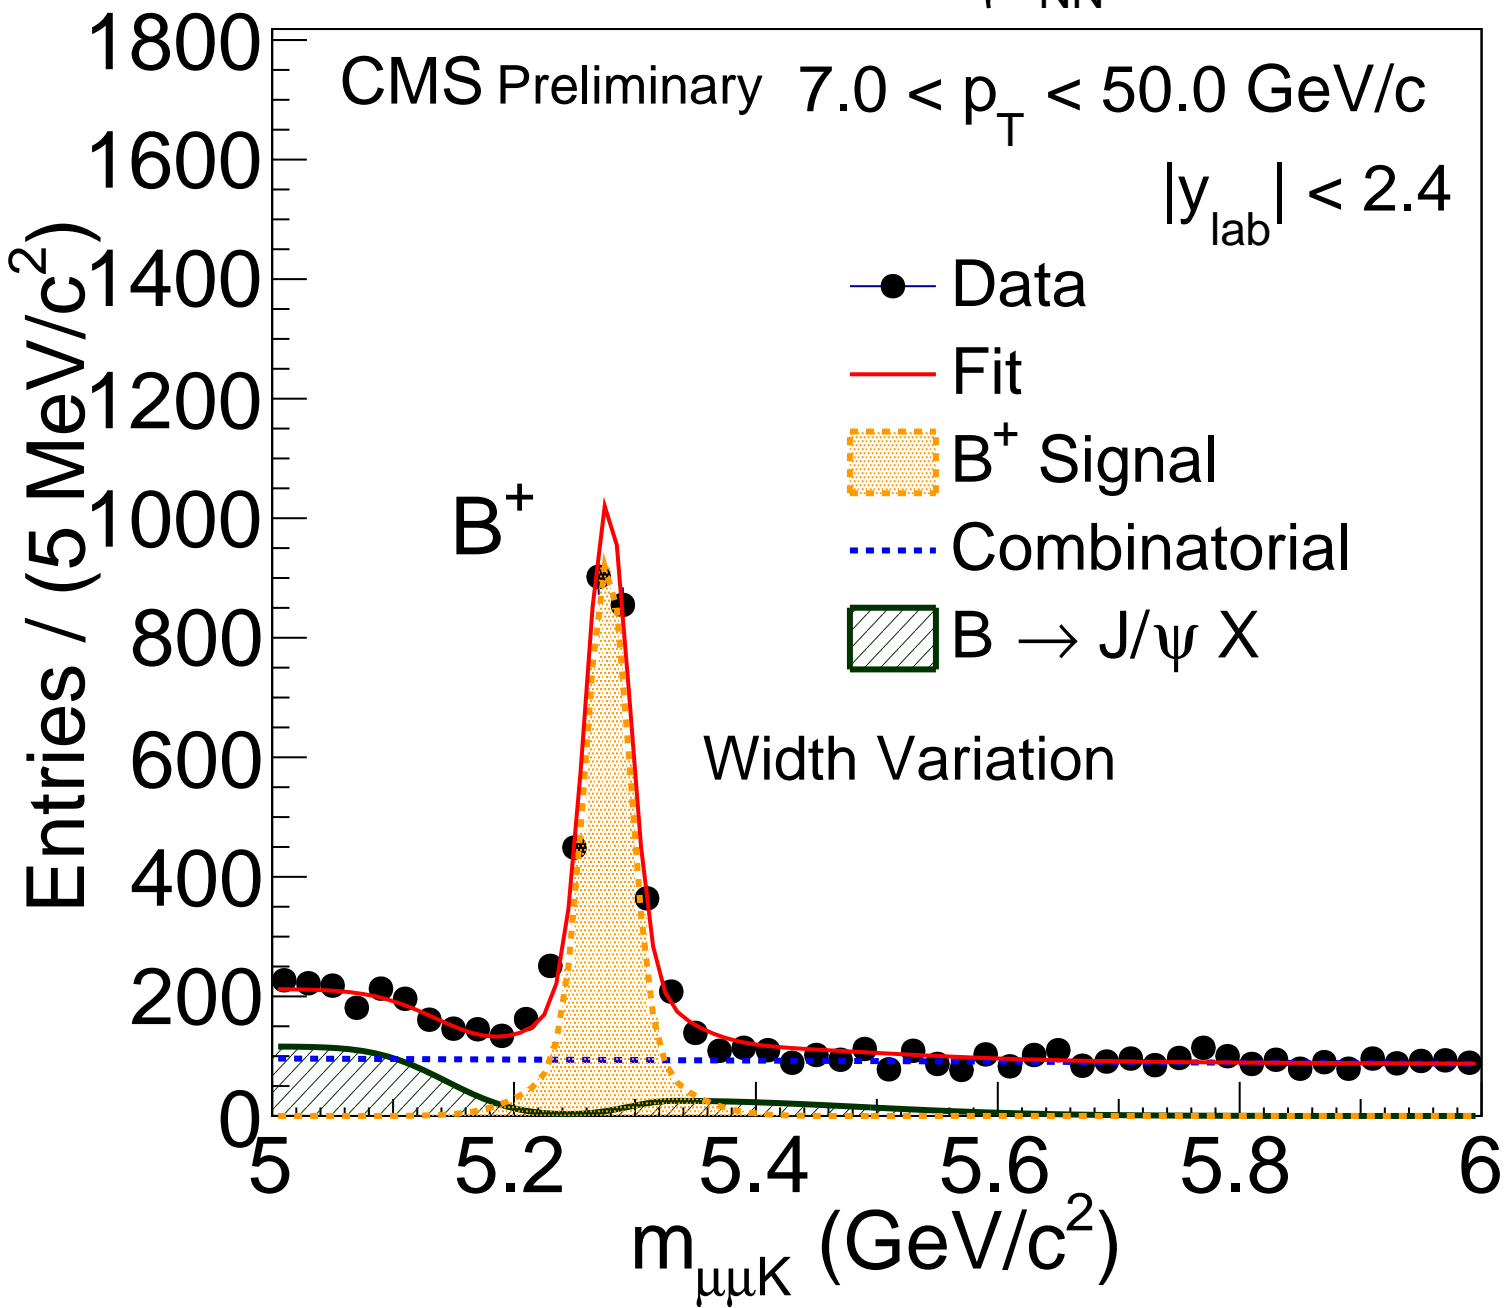 NN
1800
CMS Preliminary 7.0 < p_T < 50.0 GeV/c
1600
|y_lab| < 2.4
1400
Data
Fit
1200
B⁺ Signal
1000
B⁺
Combinatorial
800
B → J/ψ X
600
Width Variation
400
200
0
5 5.2 5.4 5.6 5.8 6
m_μμK (GeV/c²)
Entries / (5 MeV/c²)